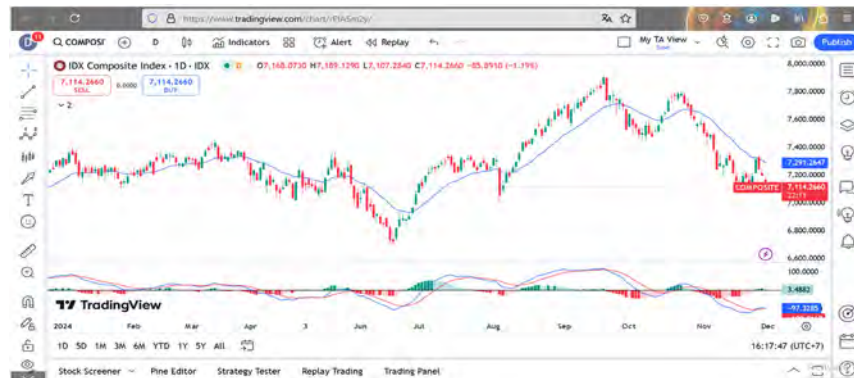 https://www.tradingview.com/chart/
D 11 COMPOSIT D Indicators Alert Replay My TA View Save Publish
IDX Composite Index · 1D · IDX D O7,168.0730 H7,189.1290 L7,107.2840 C7,114.2660 −85.8910 (−1.19%)
7,114.2660 SELL 0.0000 7,114.2660 BUY
2
8,000.0000
7,800.0000
7,600.0000
7,400.0000
7,291.2647
7,200.0000
COMPOSITE 7,114.2660
6,800.0000
6,600.0000
100.0000
3.4882
−97.3285
TradingView
2024 Feb Mar Apr 3 Jun Jul Aug Sep Oct Nov Dec
1D 5D 1M 3M 6M YTD 1Y 5Y All 16:17:47 (UTC+7)
Stock Screener Pine Editor Strategy Tester Replay Trading Trading Panel